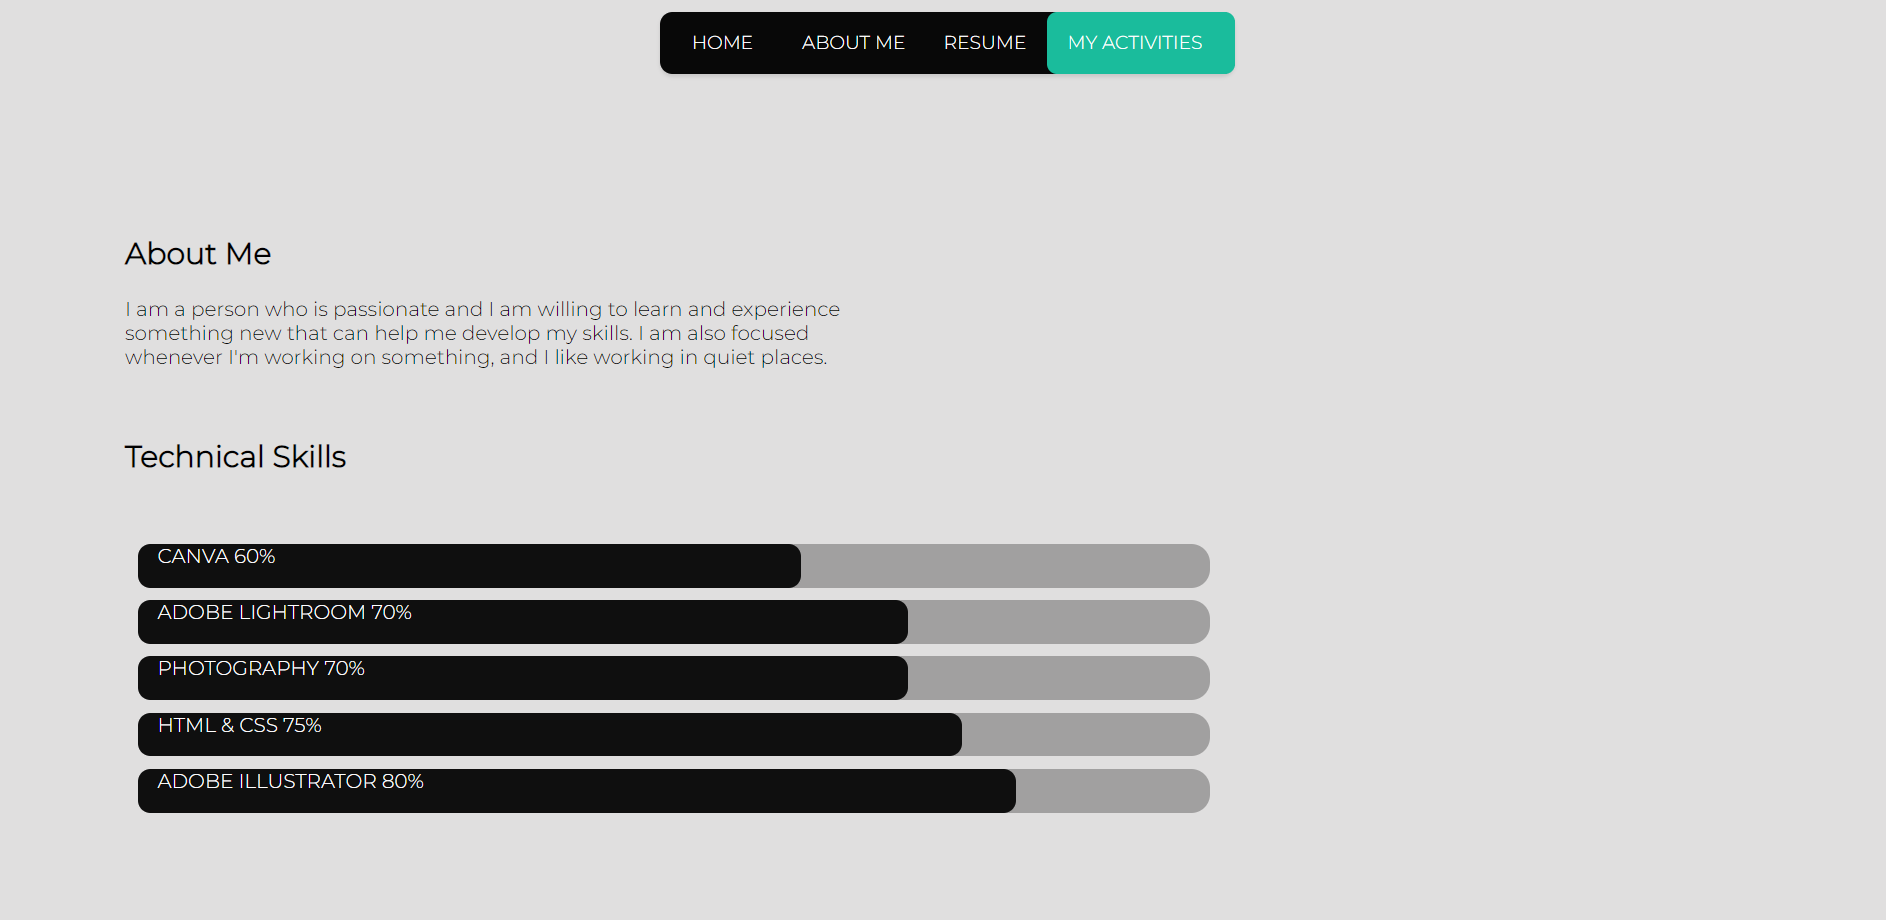 HOME ABOUT ME RESUME MY ACTIVITIES
About Me
I am a person who is passionate and I am willing to learn and experience
something new that can help me develop my skills. I am also focused
whenever I'm working on something, and I like working in quiet places.
Technical Skills
CANVA 60%
ADOBE LIGHTROOM 70%
PHOTOGRAPHY 70%
HTML & CSS 75%
ADOBE ILLUSTRATOR 80%